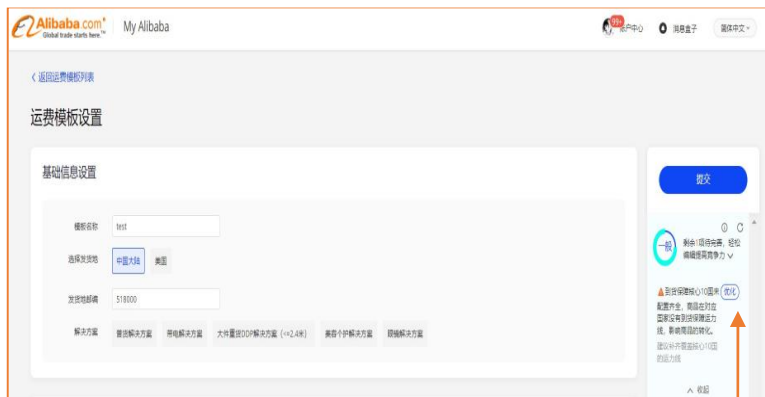 Alibaba.com
Global trade starts here.™
My Alibaba
99+
账户中心
消息盒子
简体中文
返回运费模板列表
运费模板设置
基础信息设置
提交
模板名称
test
选择发货地
中国大陆
美国
发货地邮编
518000
解决方案
普货解决方案
带电解决方案
大件重货DDP解决方案（<=2.4米）
美容个护解决方案
眼镜解决方案
一般
剩余1项待完善，轻松
编辑提高竞争力
到货保障核心10国未
优化
配置齐全，商品在对应
国家没有到货保障运力
线，影响商品的转化。
建议补齐覆盖核心10国
的运力线
收起